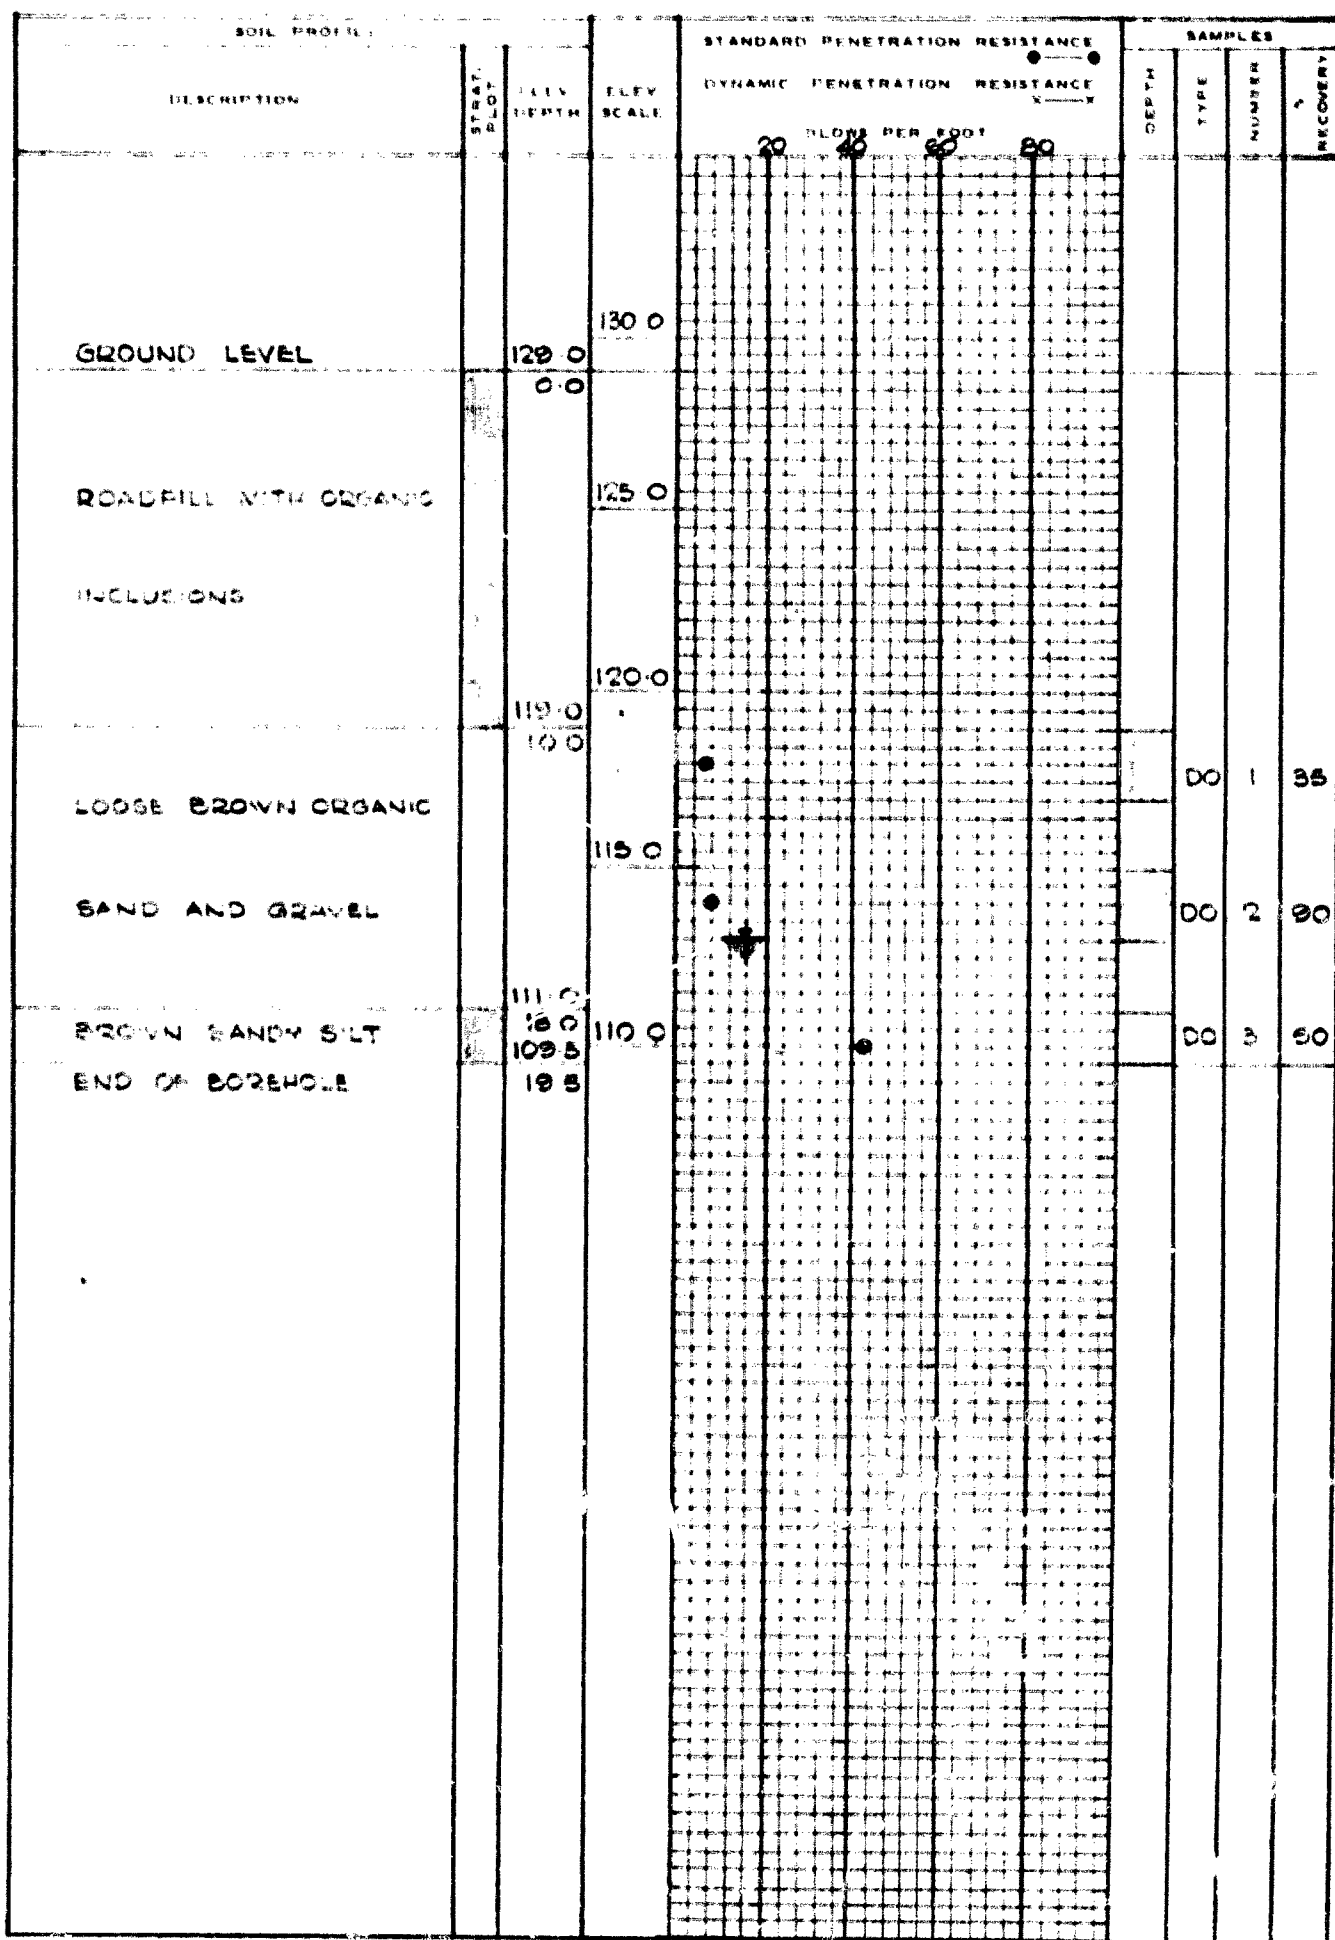 SOIL PROFILE
STANDARD PENETRATION RESISTANCE
SAMPLES
DYNAMIC PENETRATION RESISTANCE
DESCRIPTION
STRAT. PLOT
ELEV DEPTH
ELEV SCALE
BLOWS PER FOOT
DEPTH
TYPE
NUMBER
% RECOVERY
20 40 60 80
130.0
GROUND LEVEL 129.0
0.0
ROADFILL WITH ORGANIC 125.0
INCLUSIONS
120.0
119.0
10.0
DO 1 35
LOOSE BROWN ORGANIC
115.0
SAND AND GRAVEL DO 2 90
111.0
18.0
BROWN SANDY SILT 110.0 DO 3 50
109.5
END OF BOREHOLE 19.5